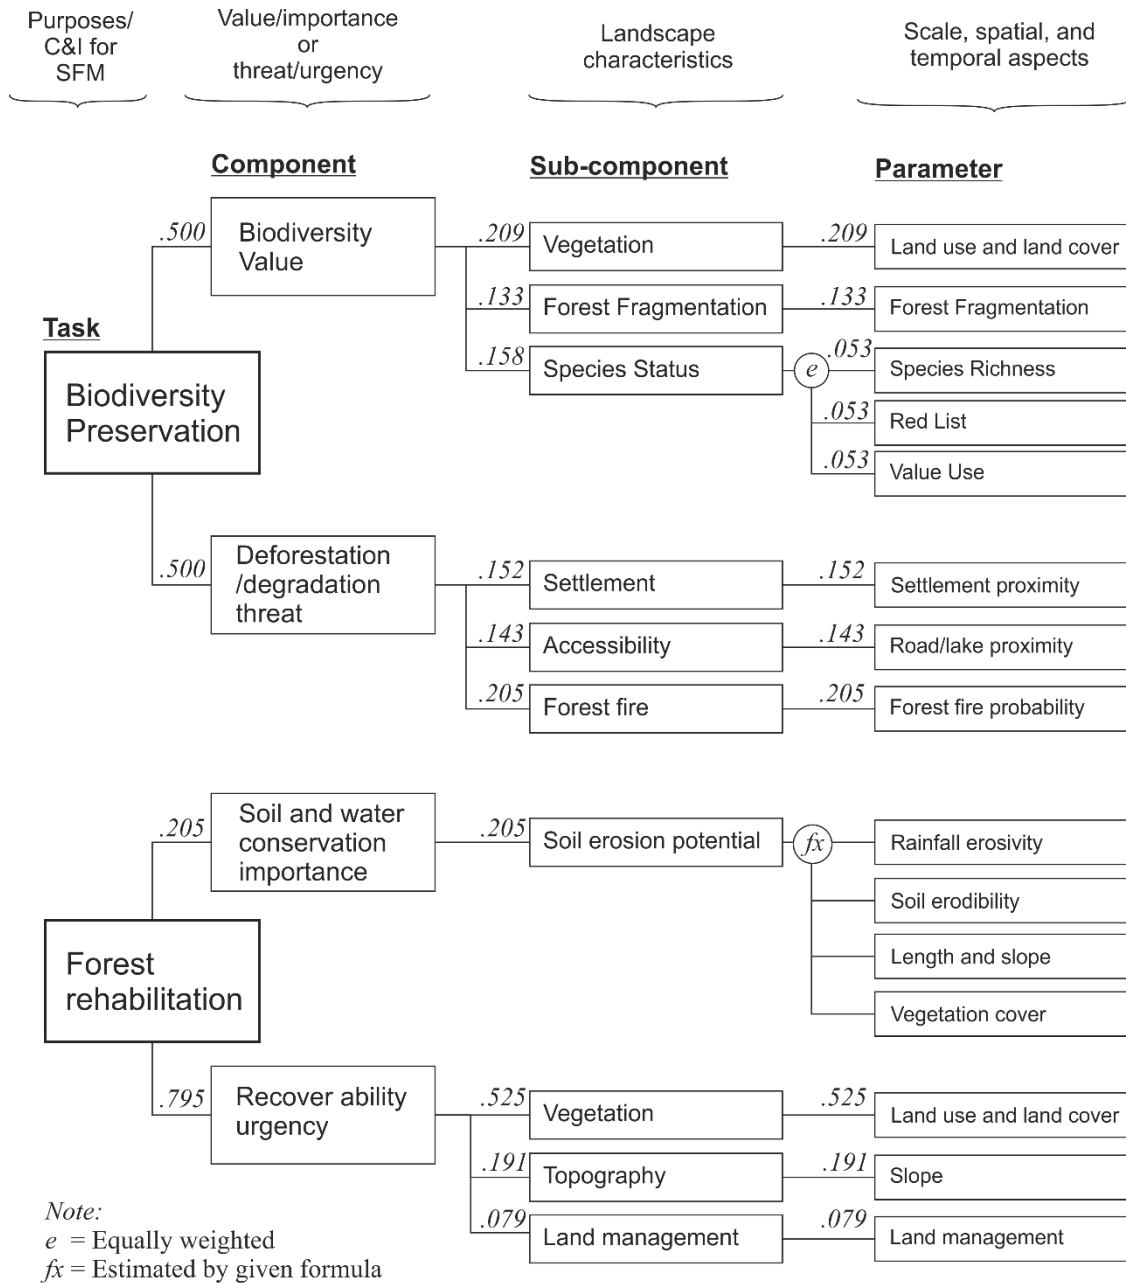 Purposes/
C&I for
SFM
Value/importance
or
threat/urgency
Landscape
characteristics
Scale, spatial, and
temporal aspects
Component
Sub-component
Parameter
Task
Biodiversity
Preservation
.500
Biodiversity
Value
.209
Vegetation
.209
Land use and land cover
.133
Forest Fragmentation
.133
Forest Fragmentation
.158
Species Status
e
.053
Species Richness
.053
Red List
.053
Value Use
.500
Deforestation
/degradation
threat
.152
Settlement
.152
Settlement proximity
.143
Accessibility
.143
Road/lake proximity
.205
Forest fire
.205
Forest fire probability
Forest
rehabilitation
.205
Soil and water
conservation
importance
.205
Soil erosion potential
fx
Rainfall erosivity
Soil erodibility
Length and slope
Vegetation cover
.795
Recover ability
urgency
.525
Vegetation
.525
Land use and land cover
.191
Topography
.191
Slope
.079
Land management
.079
Land management
Note:
e = Equally weighted
fx = Estimated by given formula